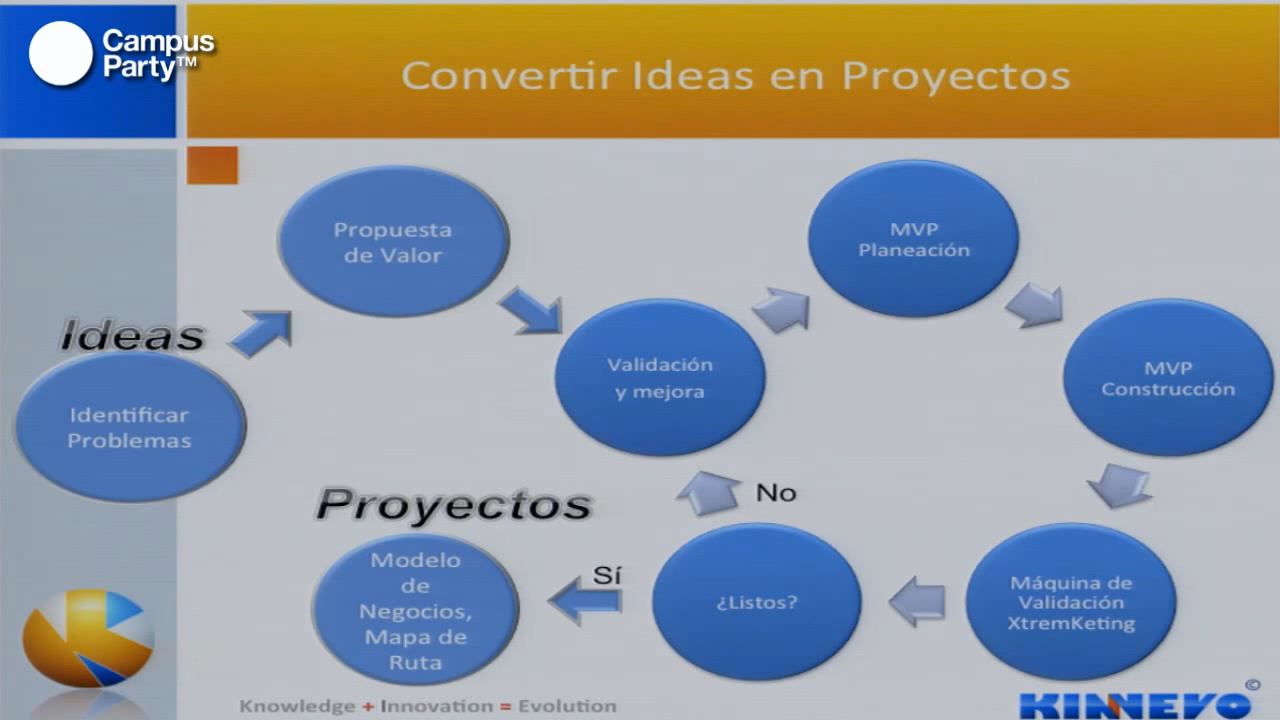 Campus
Party™
Convertir Ideas en Proyectos
Propuesta
de Valor
MVP
Planeación
Ideas
Identificar
Problemas
Validación
y mejora
MVP
Construcción
Proyectos
No
Modelo
de
Negocios,
Mapa de
Ruta
Sí
¿Listos?
Máquina de
Validación
XtremKeting
Knowledge + Innovation = Evolution
KINNEVO ©